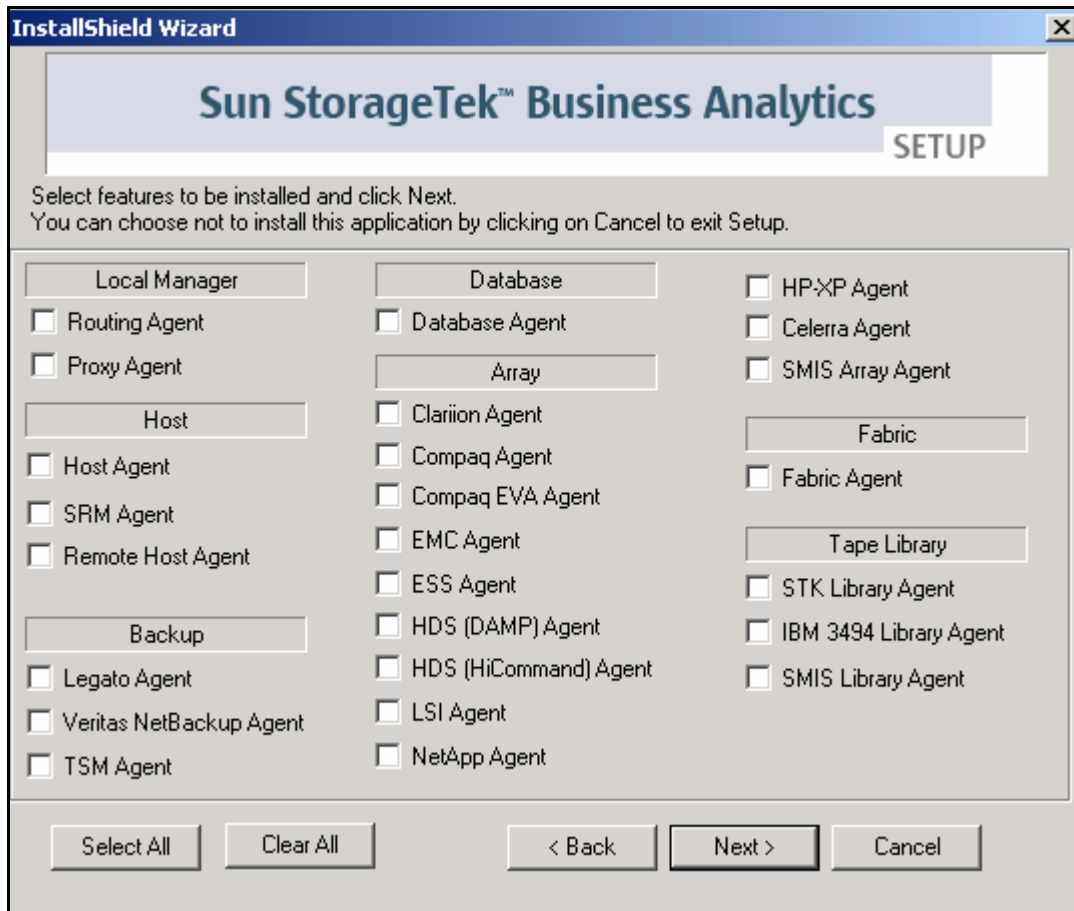 InstallShield Wizard
Sun StorageTek™ Business Analytics
SETUP
Select features to be installed and click Next.
You can choose not to install this application by clicking on Cancel to exit Setup.
Local Manager
Routing Agent
Proxy Agent
Host
Host Agent
SRM Agent
Remote Host Agent
Backup
Legato Agent
Veritas NetBackup Agent
TSM Agent
Database
Database Agent
Array
Clariion Agent
Compaq Agent
Compaq EVA Agent
EMC Agent
ESS Agent
HDS (DAMP) Agent
HDS (HiCommand) Agent
LSI Agent
NetApp Agent
HP-XP Agent
Celerra Agent
SMIS Array Agent
Fabric
Fabric Agent
Tape Library
STK Library Agent
IBM 3494 Library Agent
SMIS Library Agent
Select All
Clear All
< Back
Next >
Cancel